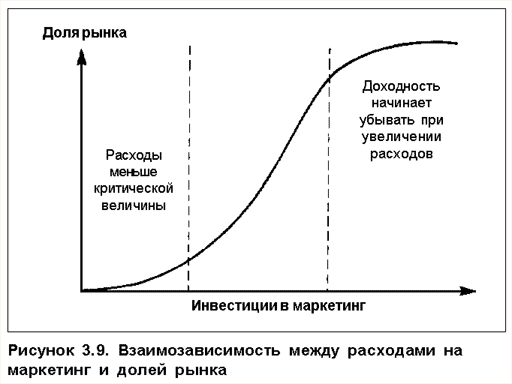 Доля рынка
Доходность
начинает
убывать при
увеличении
расходов
Расходы
меньше
критической
величины
Инвестиции в маркетинг
Рисунок 3.9. Взаимозависимость между расходами на
маркетинг и долей рынка